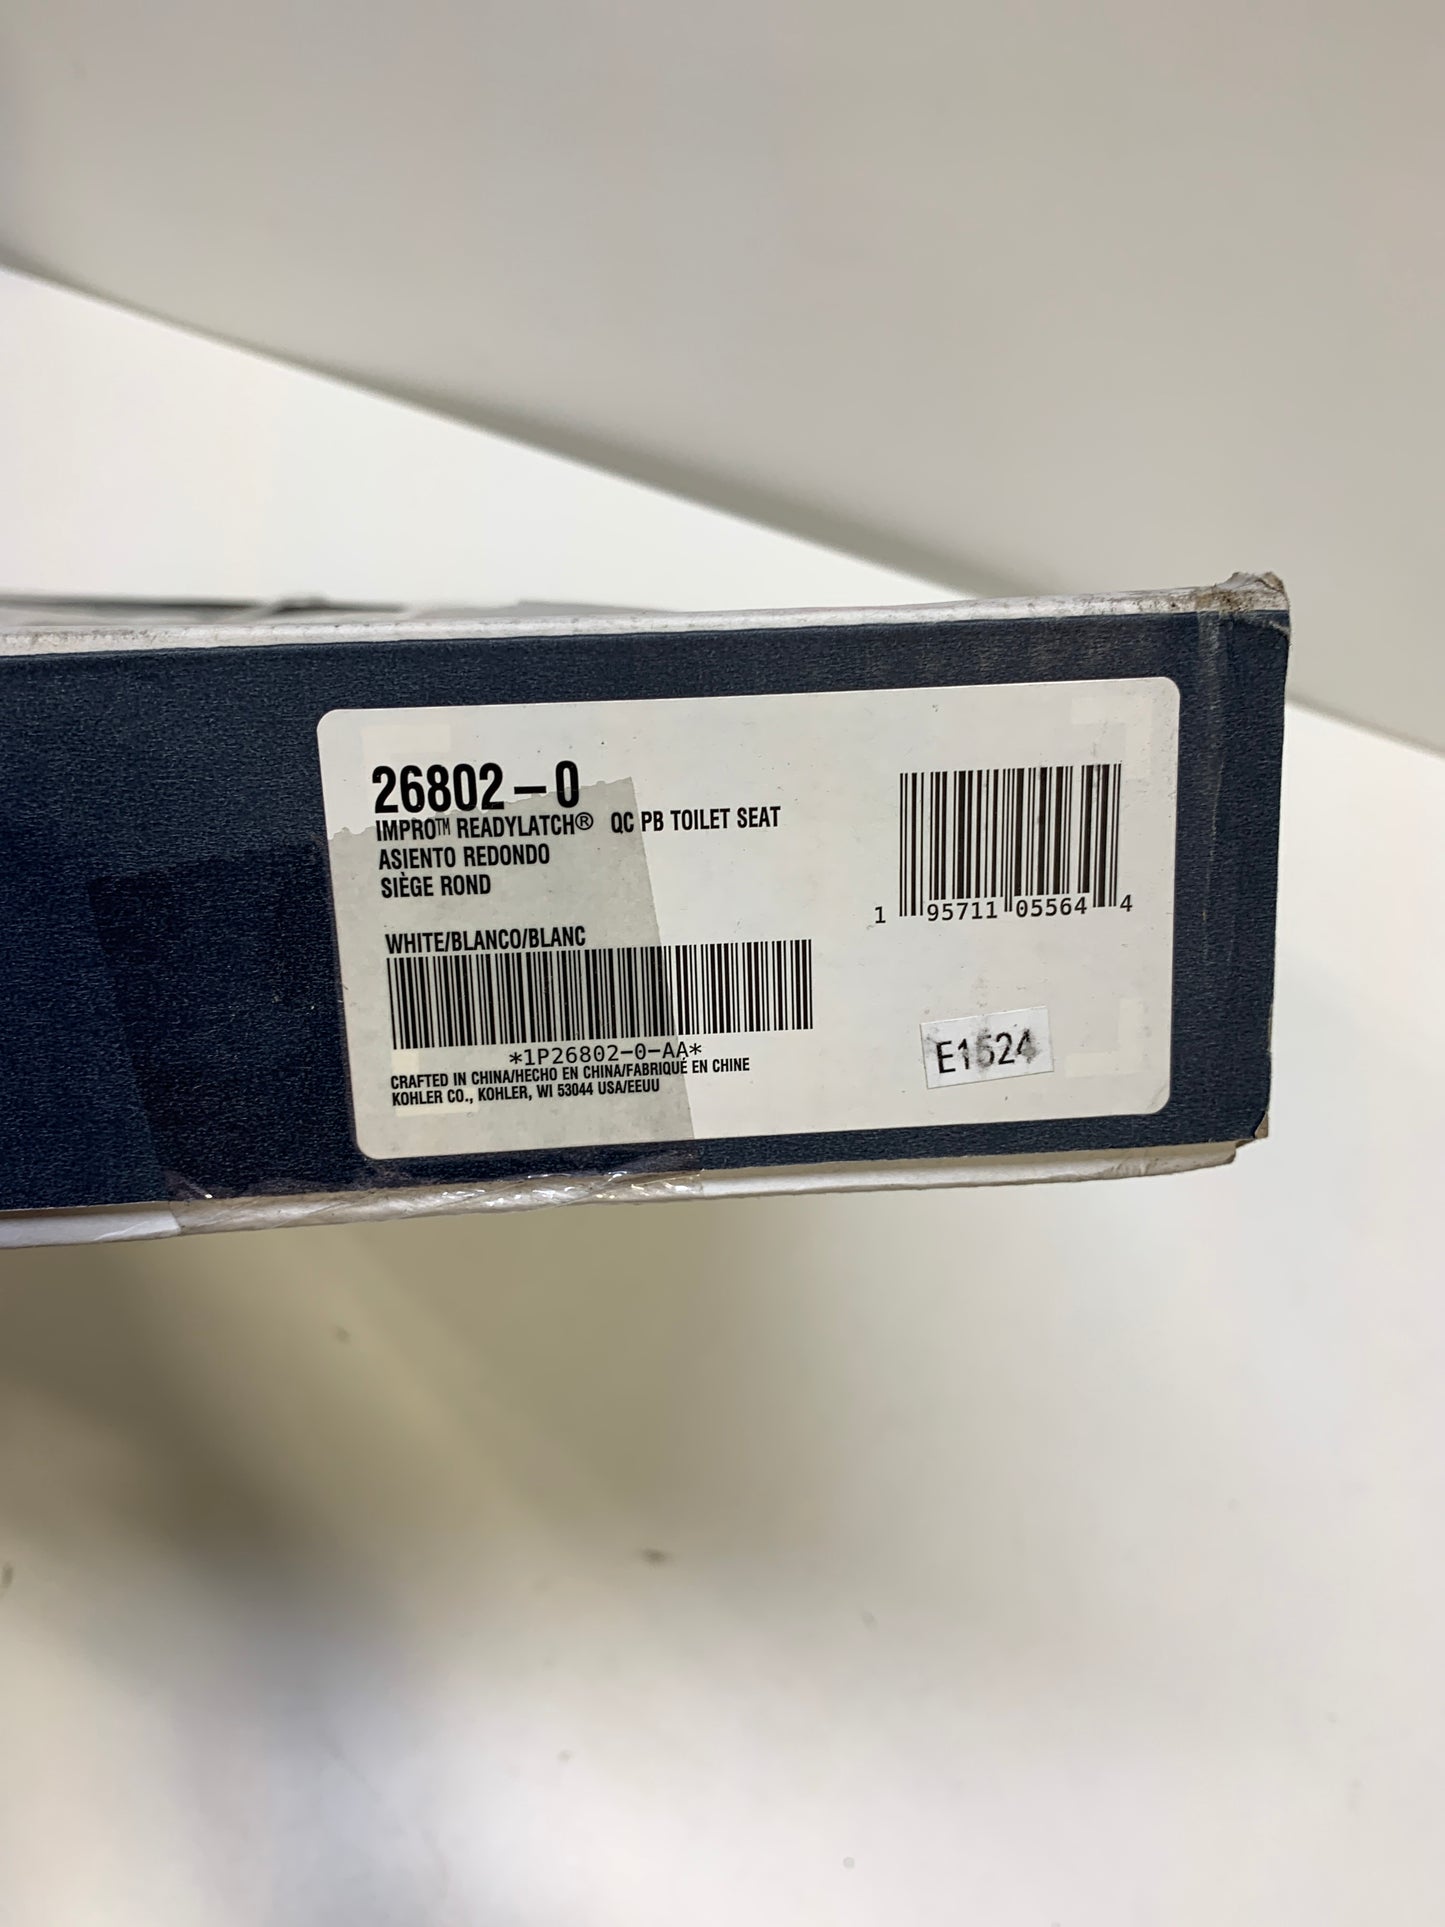 26802-0
IMPRO™ READYLATCH® QC PB TOILET SEAT
ASIENTO REDONDO
SIÈGE ROND
WHITE/BLANCO/BLANC
*1P26802-0-AA*
CRAFTED IN CHINA/HECHO EN CHINA/FABRIQUÉ EN CHINE
KOHLER CO., KOHLER, WI 53044 USA/EEUU
1 95711 05564 4
E1524